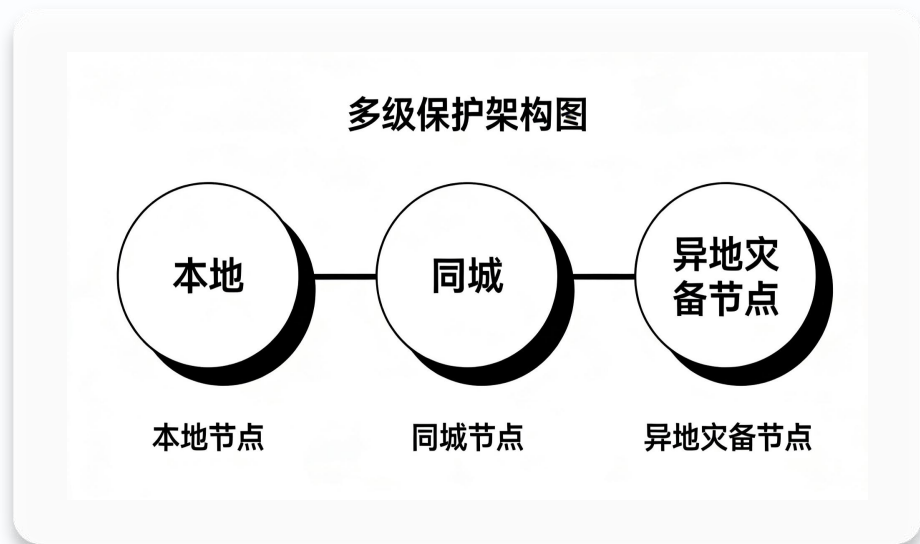 多级保护架构图
本地
同城
异地灾
备节点
本地节点
同城节点
异地灾备节点